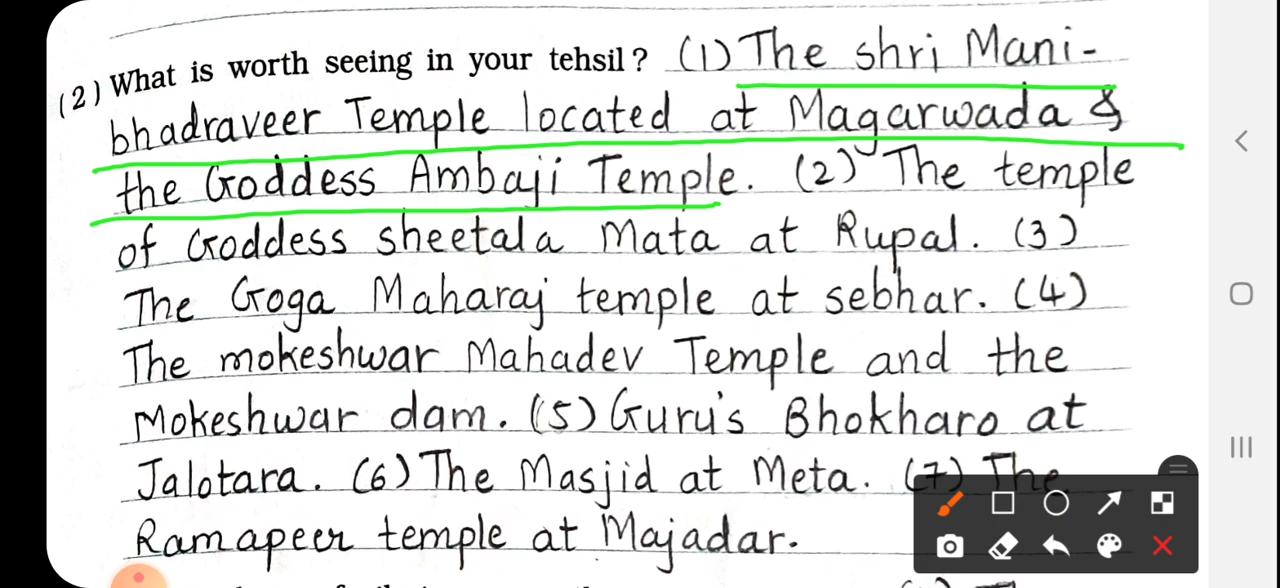 (2) What is worth seeing in your tehsil? (1) The shri Mani-
bhadraveer Temple located at Magarwada &
the Goddess Ambaji Temple. (2) The temple
of Goddess sheetala Mata at Rupal. (3)
The Goga Maharaj temple at sebhar. (4)
The mokeshwar Mahadev Temple and the
Mokeshwar dam. (5) Guru's Bhokharo at
Jalotara. (6) The Masjid at Meta. (7) The
Ramapeer temple at Majadar.